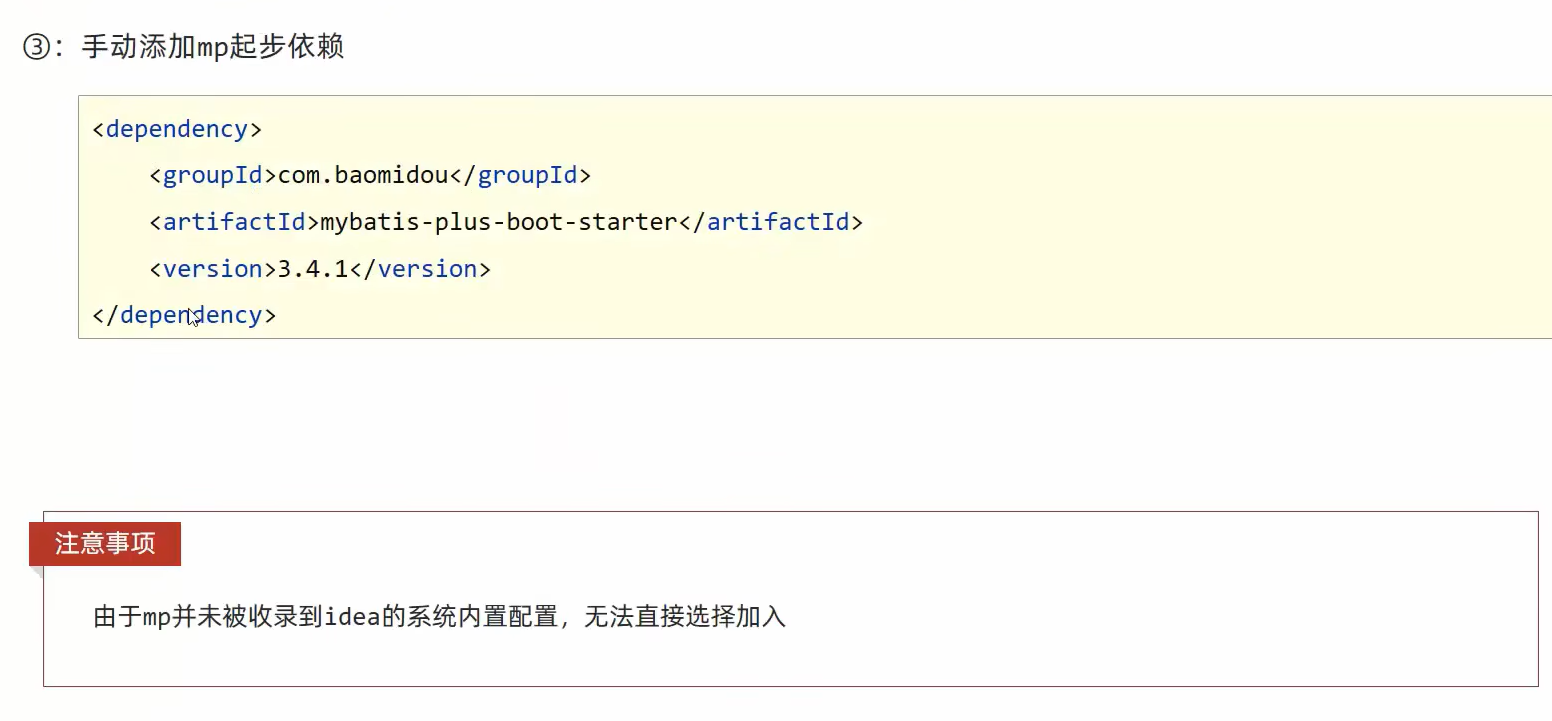 ③：手动添加mp起步依赖
<dependency>
    <groupId>com.baomidou</groupId>
    <artifactId>mybatis-plus-boot-starter</artifactId>
    <version>3.4.1</version>
</dependency>
注意事项
由于mp并未被收录到idea的系统内置配置，无法直接选择加入